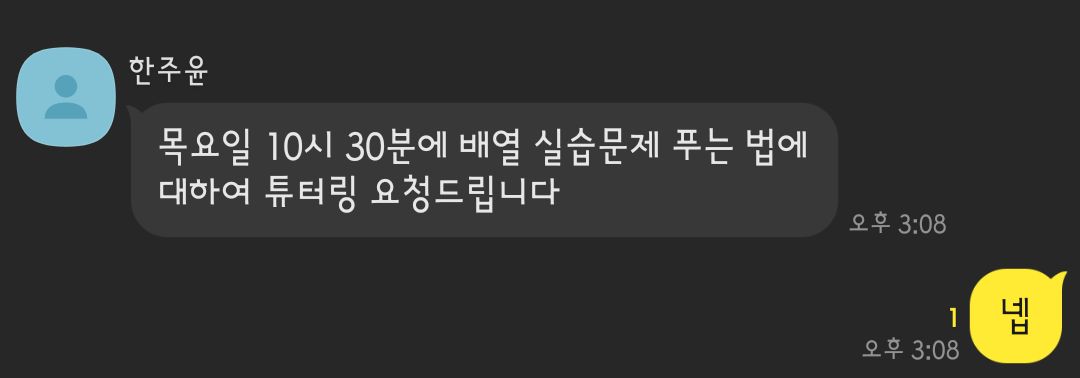 한주윤
목요일 10시 30분에 배열 실습문제 푸는 법에
대하여 튜터링 요청드립니다
오후 3:08
넵
1
오후 3:08